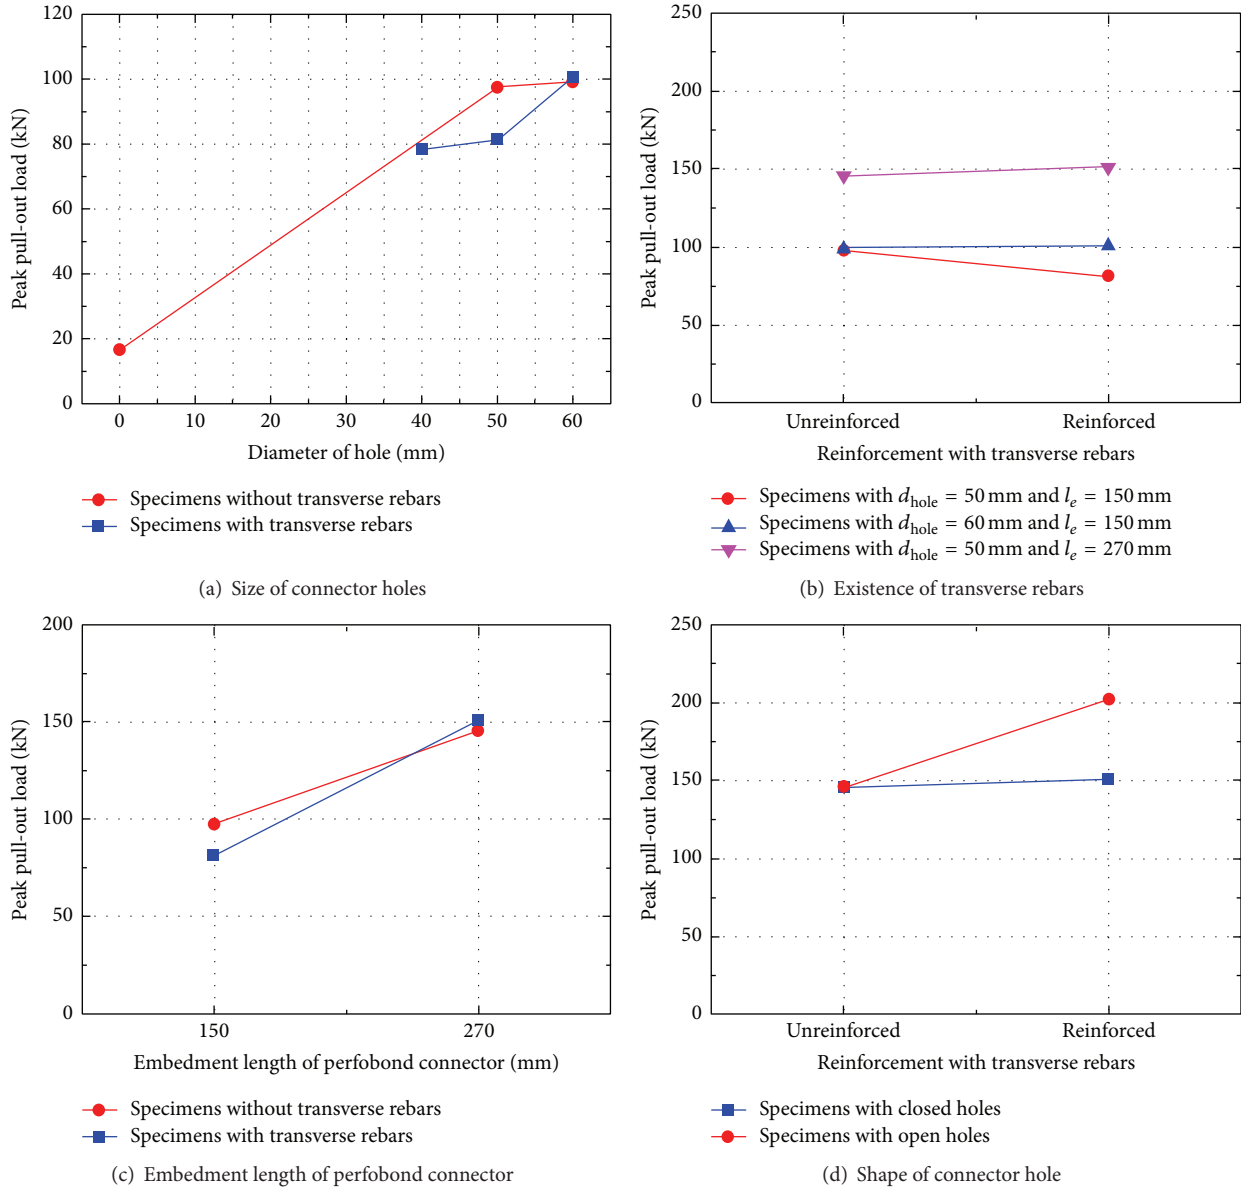 120
100
80
60
40
20
0
Peak pull-out load (kN)
0 10 20 30 40 50 60
Diameter of hole (mm)
Specimens without transverse rebars
Specimens with transverse rebars
(a) Size of connector holes
250
200
150
100
50
0
Peak pull-out load (kN)
Unreinforced Reinforced
Reinforcement with transverse rebars
Specimens with d_hole = 50 mm and l_e = 150 mm
Specimens with d_hole = 60 mm and l_e = 150 mm
Specimens with d_hole = 50 mm and l_e = 270 mm
(b) Existence of transverse rebars
200
150
100
50
0
Peak pull-out load (kN)
150 270
Embedment length of perfobond connector (mm)
Specimens without transverse rebars
Specimens with transverse rebars
(c) Embedment length of perfobond connector
250
200
150
100
50
0
Peak pull-out load (kN)
Unreinforced Reinforced
Reinforcement with transverse rebars
Specimens with closed holes
Specimens with open holes
(d) Shape of connector hole